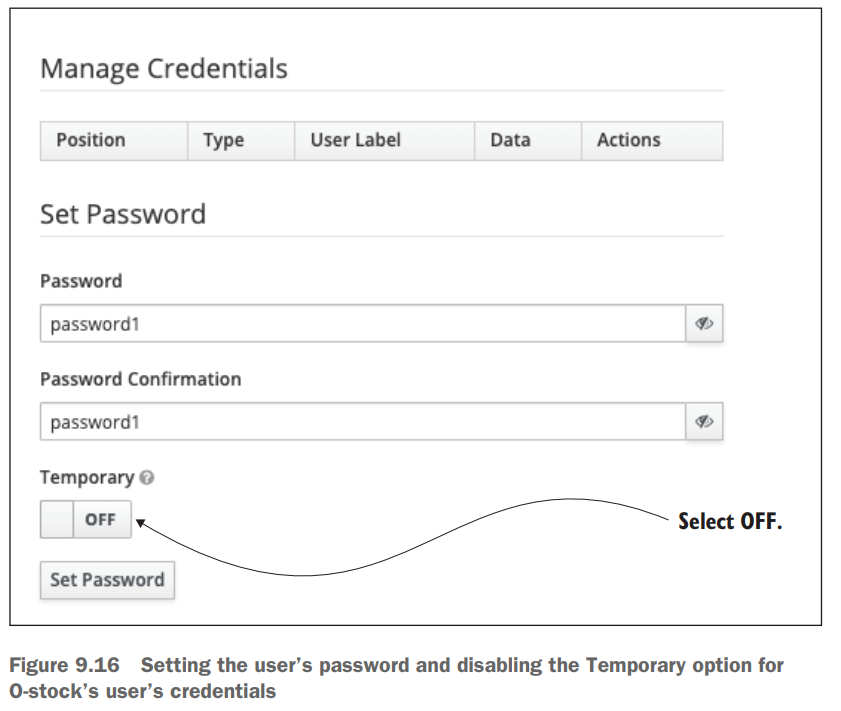 Manage Credentials
Position Type User Label Data Actions
Set Password
Password
password1
Password Confirmation
password1
Temporary ?
OFF
Select OFF.
Set Password
Figure 9.16 Setting the user’s password and disabling the Temporary option for
O-stock’s user’s credentials